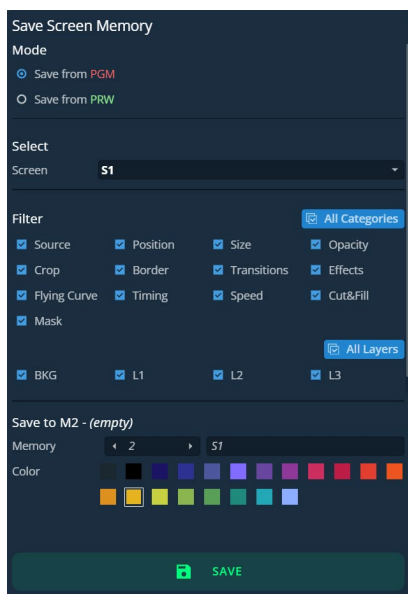 Save Screen Memory
Mode
Save from PGM
Save from PRW
Select
Screen S1
Filter All Categories
Source Position Size Opacity
Crop Border Transitions Effects
Flying Curve Timing Speed Cut&Fill
Mask
All Layers
BKG L1 L2 L3
Save to M2 - (empty)
Memory 2 S1
Color
SAVE